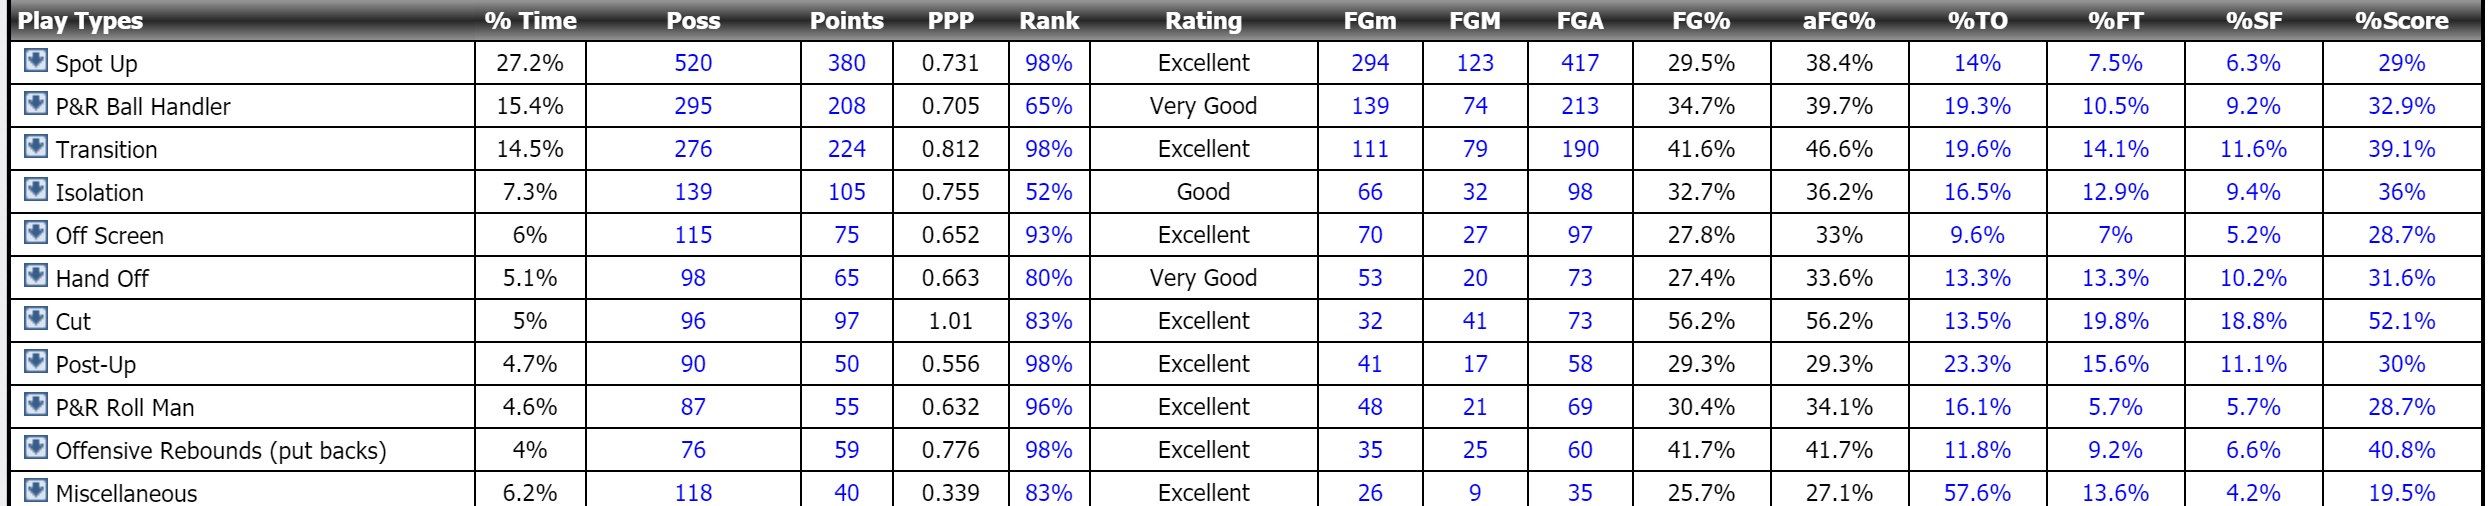 Play Types % Time Poss Points PPP Rank Rating FGm FGM FGA FG% aFG% %TO %FT %SF %Score
Spot Up 27.2% 520 380 0.731 98% Excellent 294 123 417 29.5% 38.4% 14% 7.5% 6.3% 29%
P&R Ball Handler 15.4% 295 208 0.705 65% Very Good 139 74 213 34.7% 39.7% 19.3% 10.5% 9.2% 32.9%
Transition 14.5% 276 224 0.812 98% Excellent 111 79 190 41.6% 46.6% 19.6% 14.1% 11.6% 39.1%
Isolation 7.3% 139 105 0.755 52% Good 66 32 98 32.7% 36.2% 16.5% 12.9% 9.4% 36%
Off Screen 6% 115 75 0.652 93% Excellent 70 27 97 27.8% 33% 9.6% 7% 5.2% 28.7%
Hand Off 5.1% 98 65 0.663 80% Very Good 53 20 73 27.4% 33.6% 13.3% 13.3% 10.2% 31.6%
Cut 5% 96 97 1.01 83% Excellent 32 41 73 56.2% 56.2% 13.5% 19.8% 18.8% 52.1%
Post-Up 4.7% 90 50 0.556 98% Excellent 41 17 58 29.3% 29.3% 23.3% 15.6% 11.1% 30%
P&R Roll Man 4.6% 87 55 0.632 96% Excellent 48 21 69 30.4% 34.1% 16.1% 5.7% 5.7% 28.7%
Offensive Rebounds (put backs) 4% 76 59 0.776 98% Excellent 35 25 60 41.7% 41.7% 11.8% 9.2% 6.6% 40.8%
Miscellaneous 6.2% 118 40 0.339 83% Excellent 26 9 35 25.7% 27.1% 57.6% 13.6% 4.2% 19.5%